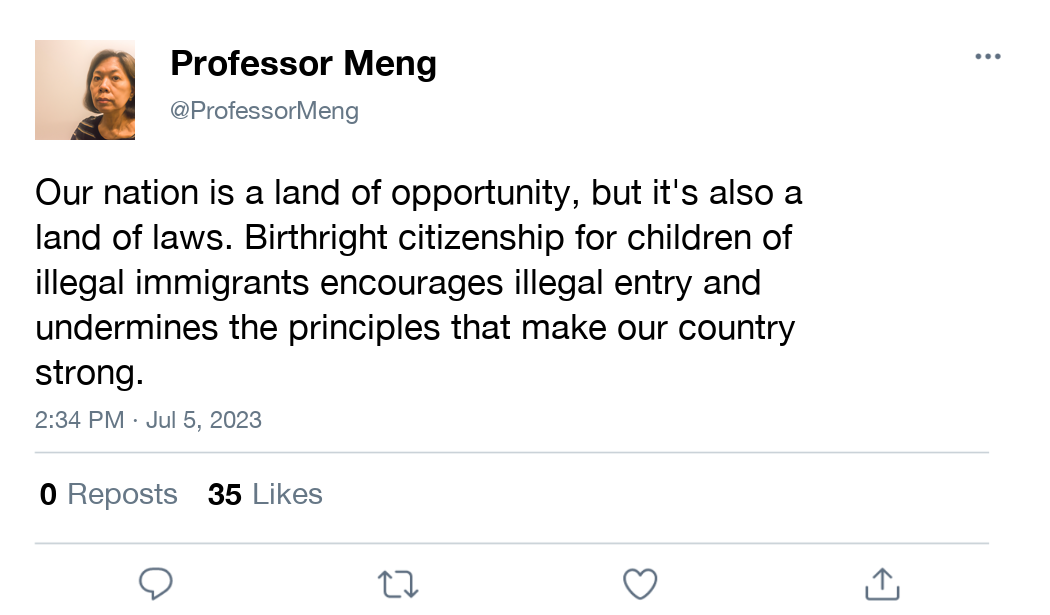 Professor Meng
@ProfessorMeng
Our nation is a land of opportunity, but it's also a
land of laws. Birthright citizenship for children of
illegal immigrants encourages illegal entry and
undermines the principles that make our country
strong.
2:34 PM · Jul 5, 2023
0 Reposts 35 Likes